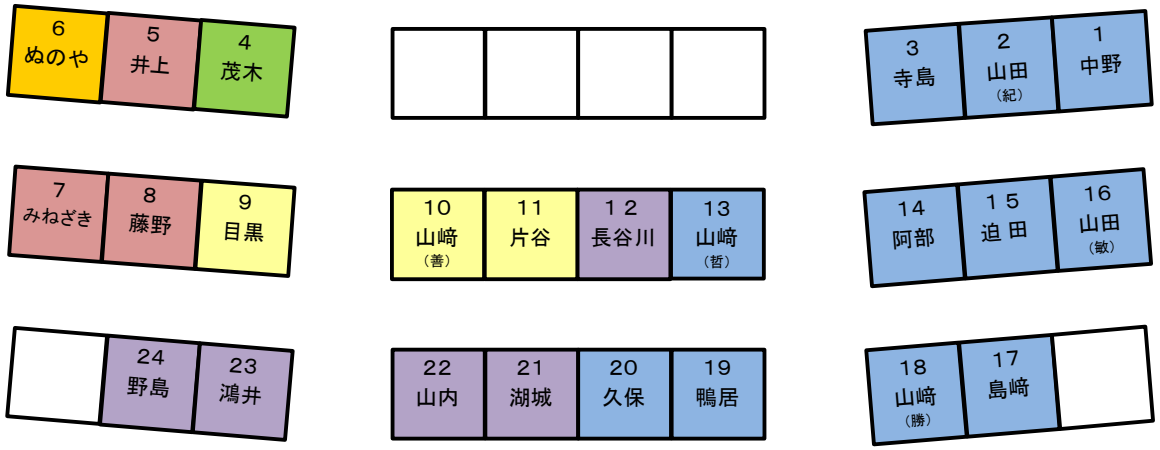 6
ぬのや
5
井上
4
茂木
3
寺島
2
山田
（紀）
1
中野
7
みねざき
8
藤野
9
目黒
10
山﨑
（善）
11
片谷
１２
長谷川
13
山﨑
（哲）
14
阿部
１５
迫 田
16
山田
（敏）
24
野島
23
鴻井
22
山内
21
湖城
20
久保
19
鴨居
18
山﨑
（勝）
17
島﨑